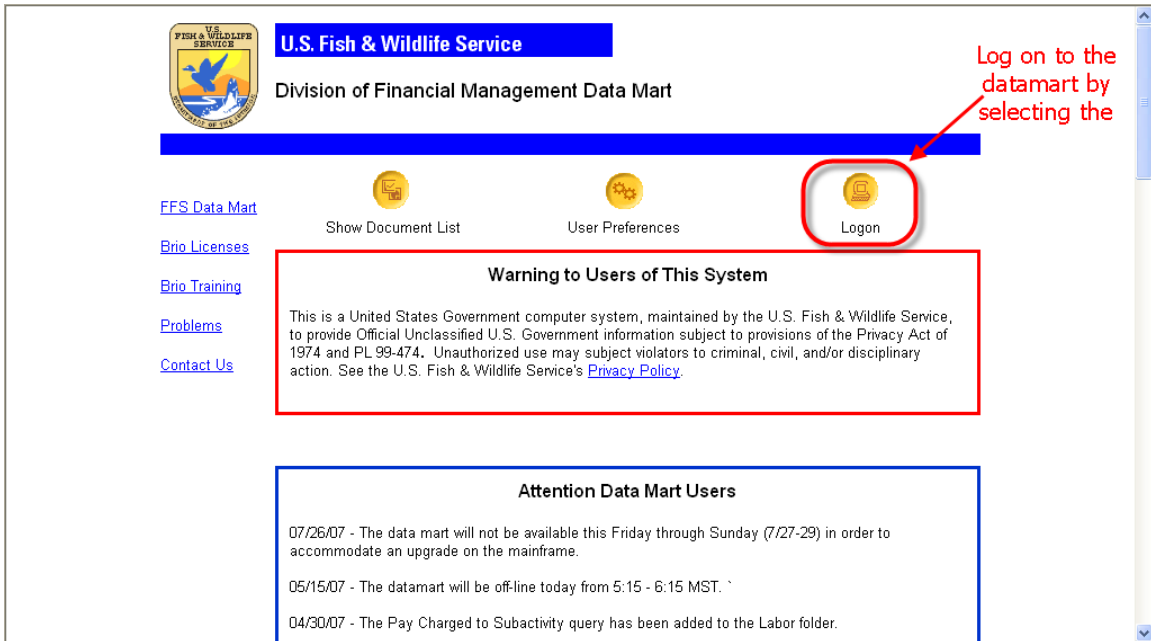 U.S.
FISH & WILDLIFE
SERVICE
DEPARTMENT OF THE INTERIOR
U.S. Fish & Wildlife Service
Division of Financial Management Data Mart
Log on to the
datamart by
selecting the
FFS Data Mart
Brio Licenses
Brio Training
Problems
Contact Us
Show Document List
User Preferences
Logon
Warning to Users of This System
This is a United States Government computer system, maintained by the U.S. Fish & Wildlife Service,
to provide Official Unclassified U.S. Government information subject to provisions of the Privacy Act of
1974 and PL 99-474. Unauthorized use may subject violators to criminal, civil, and/or disciplinary
action. See the U.S. Fish & Wildlife Service's Privacy Policy.
Attention Data Mart Users
07/26/07 - The data mart will not be available this Friday through Sunday (7/27-29) in order to
accommodate an upgrade on the mainframe.
05/15/07 - The datamart will be off-line today from 5:15 - 6:15 MST. `
04/30/07 - The Pay Charged to Subactivity query has been added to the Labor folder.